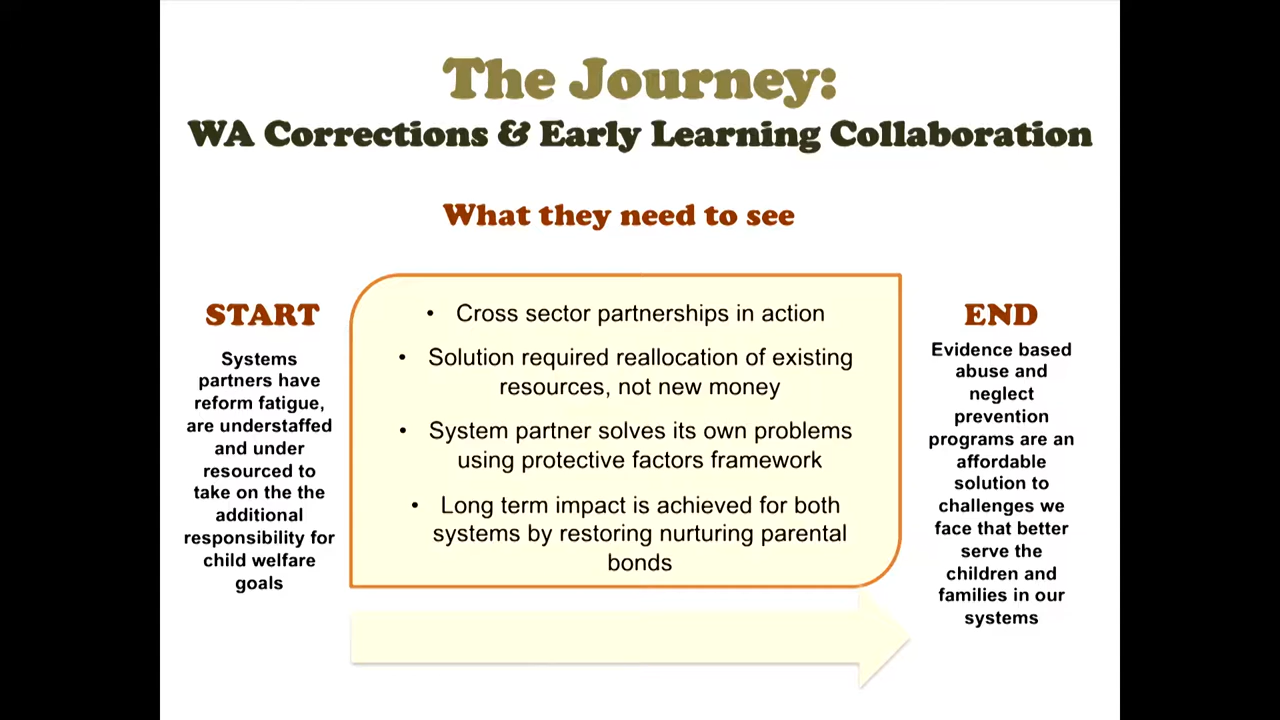 The Journey:
WA Corrections & Early Learning Collaboration
What they need to see
START
Systems
partners have
reform fatigue,
are understaffed
and under
resourced to
take on the the
additional
responsibility for
child welfare
goals
• Cross sector partnerships in action
• Solution required reallocation of existing
resources, not new money
• System partner solves its own problems
using protective factors framework
• Long term impact is achieved for both
systems by restoring nurturing parental
bonds
END
Evidence based
abuse and
neglect
prevention
programs are an
affordable
solution to
challenges we
face that better
serve the
children and
families in our
systems